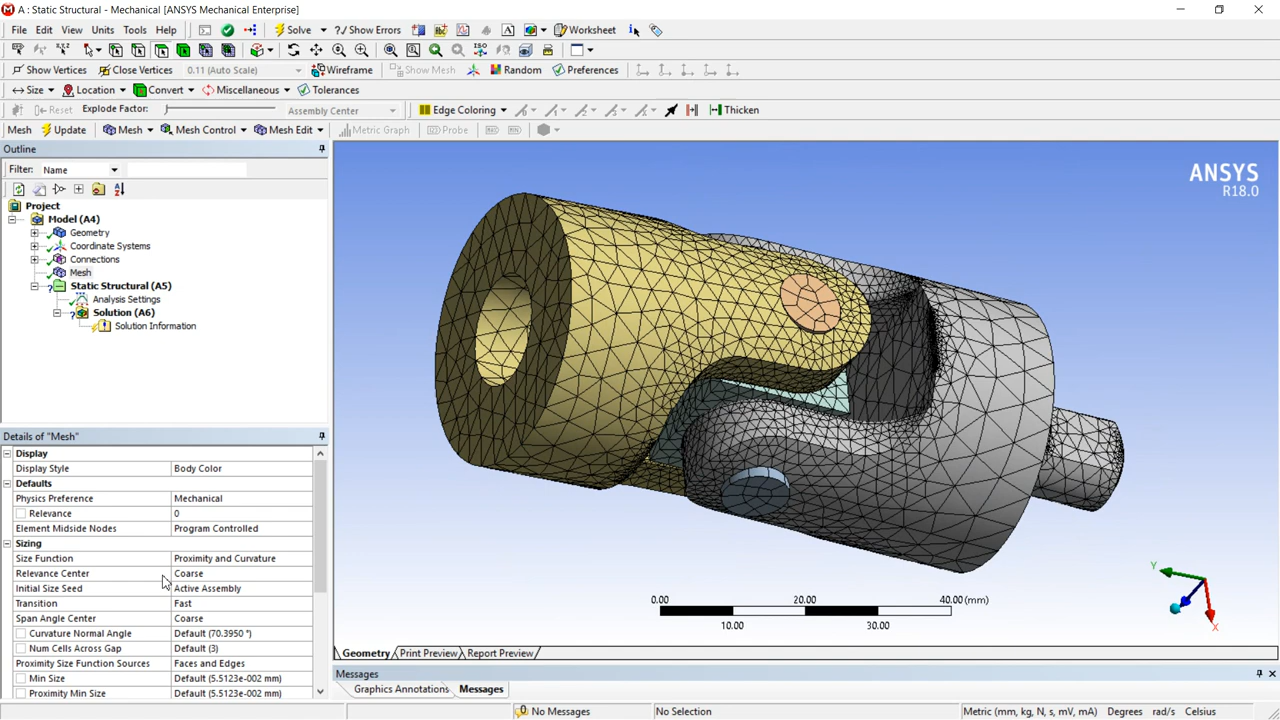 A : Static Structural - Mechanical [ANSYS Mechanical Enterprise]
File Edit View Units Tools Help Solve ?/ Show Errors Worksheet
Show Vertices Close Vertices 0.11 (Auto Scale) Wireframe Show Mesh Random Preferences
Size Location Convert Miscellaneous Tolerances
Reset Explode Factor: Assembly Center Edge Coloring Thicken
Mesh Update Mesh Mesh Control Mesh Edit Metric Graph Probe
Outline
Filter: Name
Project
Model (A4)
Geometry
Coordinate Systems
Connections
Mesh
Static Structural (A5)
Analysis Settings
Solution (A6)
Solution Information
Details of "Mesh"
Display
Display Style Body Color
Defaults
Physics Preference Mechanical
Relevance 0
Element Midside Nodes Program Controlled
Sizing
Size Function Proximity and Curvature
Relevance Center Coarse
Initial Size Seed Active Assembly
Transition Fast
Span Angle Center Coarse
Curvature Normal Angle Default (70.3950 °)
Num Cells Across Gap Default (3)
Proximity Size Function Sources Faces and Edges
Min Size Default (5.5123e-002 mm)
Proximity Min Size Default (5.5123e-002 mm)
ANSYS
R18.0
Y
X
0.00 20.00 40.00 (mm)
10.00 30.00
Geometry Print Preview Report Preview
Messages
Graphics Annotations Messages
0 No Messages No Selection Metric (mm, kg, N, s, mV, mA) Degrees rad/s Celsius